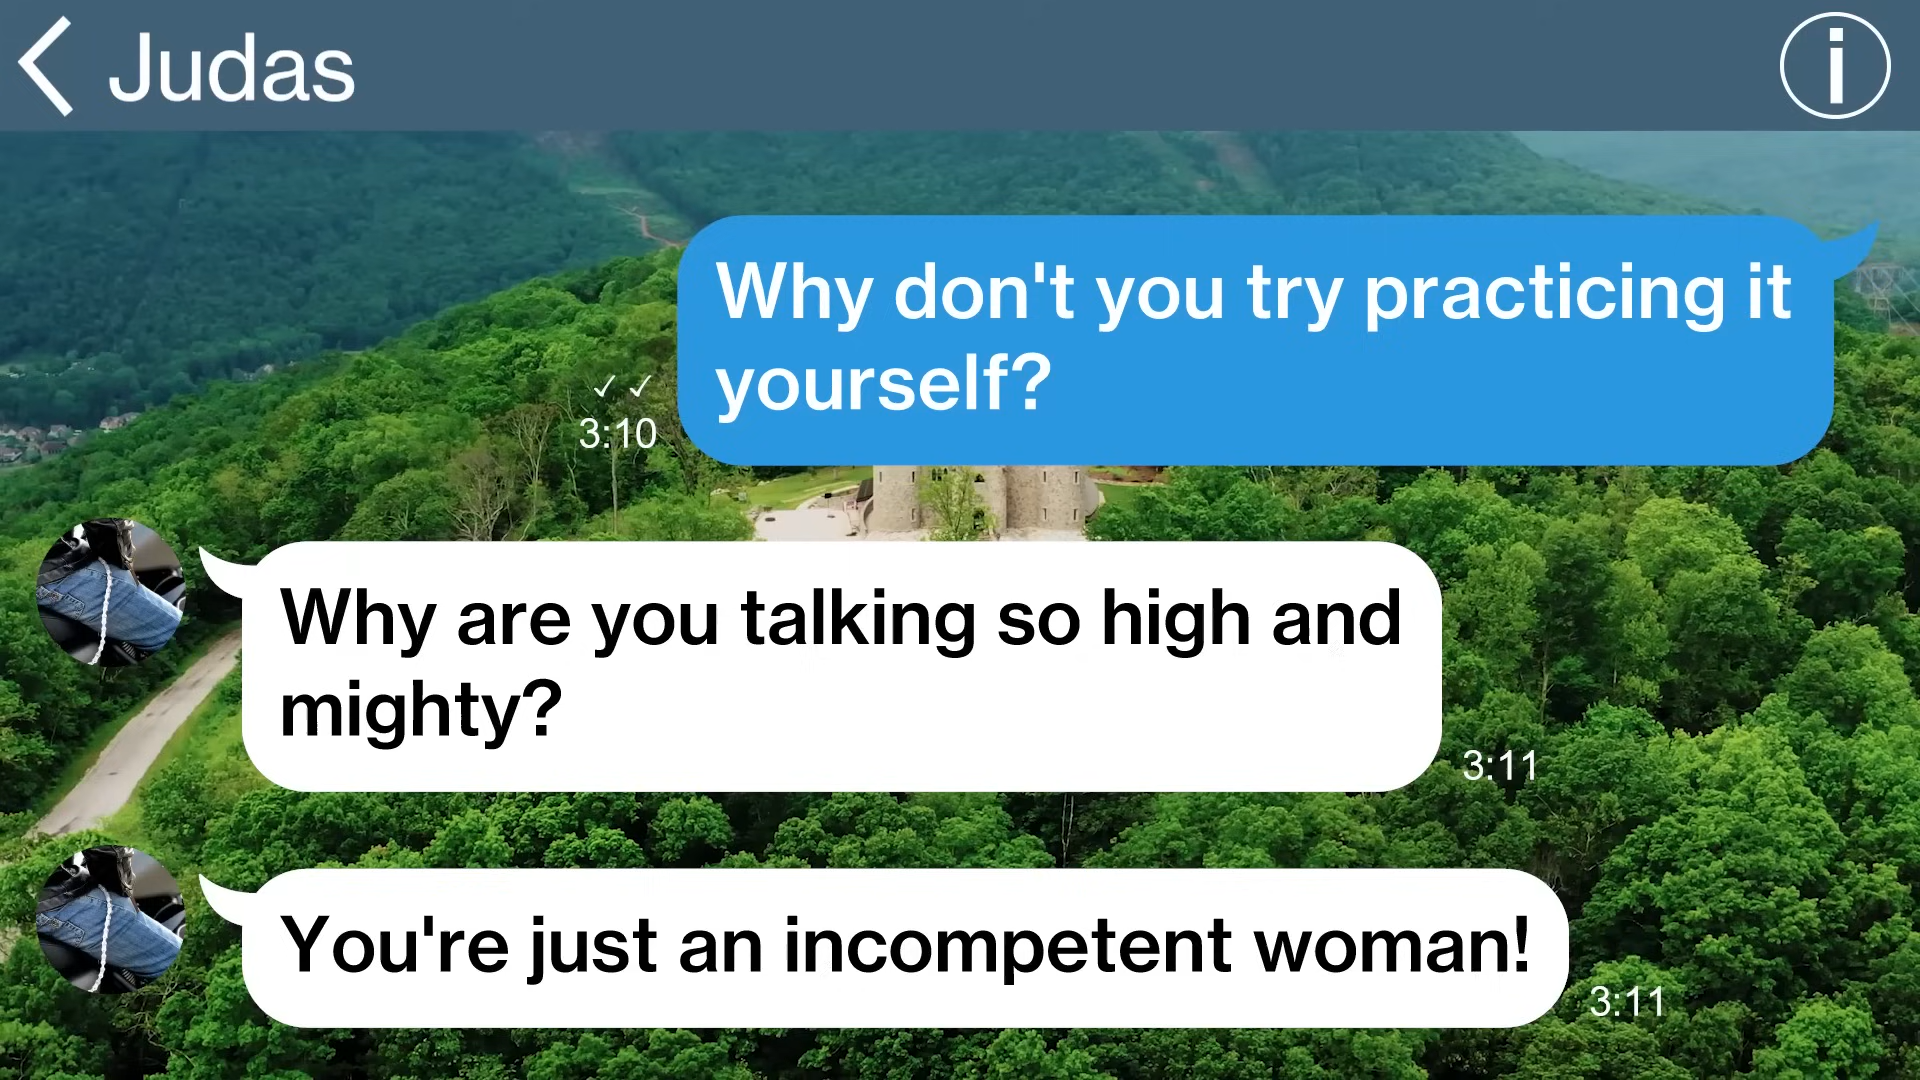 Judas
i
Why don't you try practicing it
yourself?
✓✓
3:10
Why are you talking so high and
mighty?
3:11
You're just an incompetent woman!
3:11